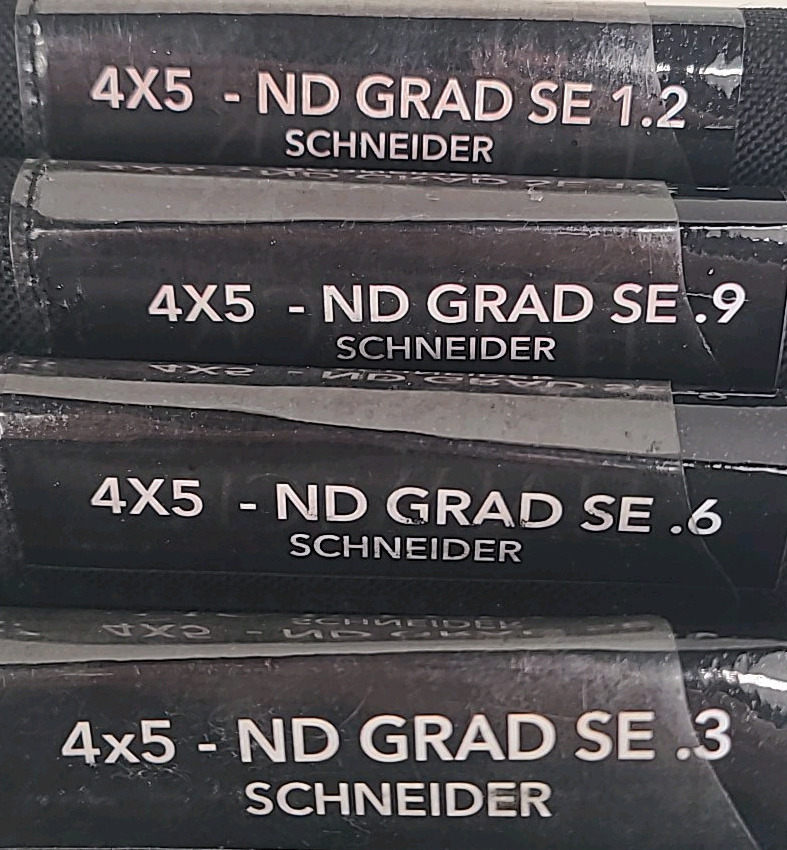 4X5 - ND GRAD SE 1.2
SCHNEIDER
4X5 - ND GRAD SE .9
SCHNEIDER
4X5 - ND GRAD SE .6
SCHNEIDER
4x5 - ND GRAD SE .3
SCHNEIDER